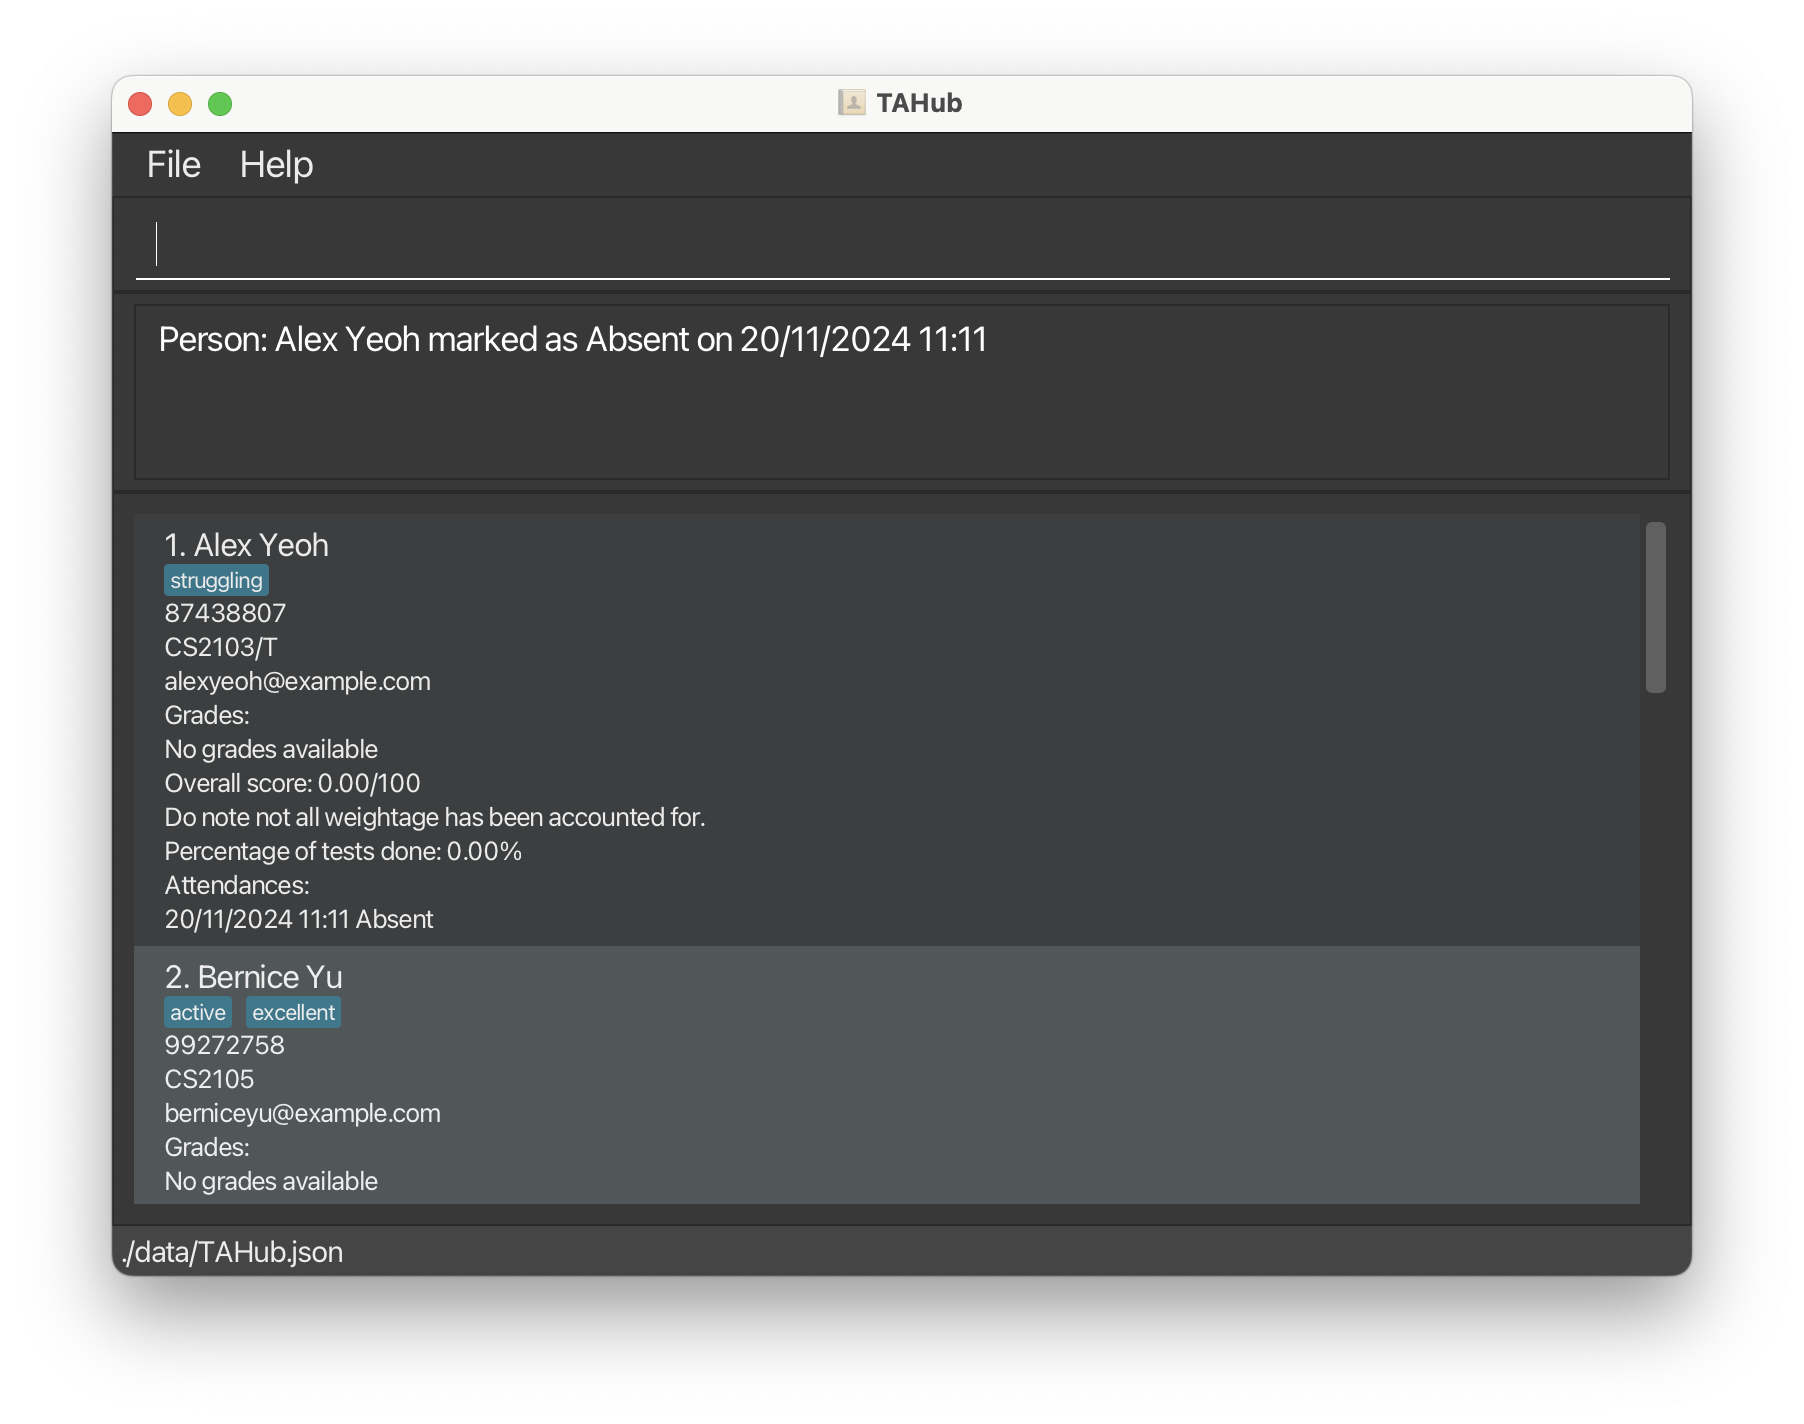 TAHub
File Help
Person: Alex Yeoh marked as Absent on 20/11/2024 11:11
1. Alex Yeoh
struggling
87438807
CS2103/T
alexyeoh@example.com
Grades:
No grades available
Overall score: 0.00/100
Do note not all weightage has been accounted for.
Percentage of tests done: 0.00%
Attendances:
20/11/2024 11:11 Absent
2. Bernice Yu
active excellent
99272758
CS2105
berniceyu@example.com
Grades:
No grades available
./data/TAHub.json